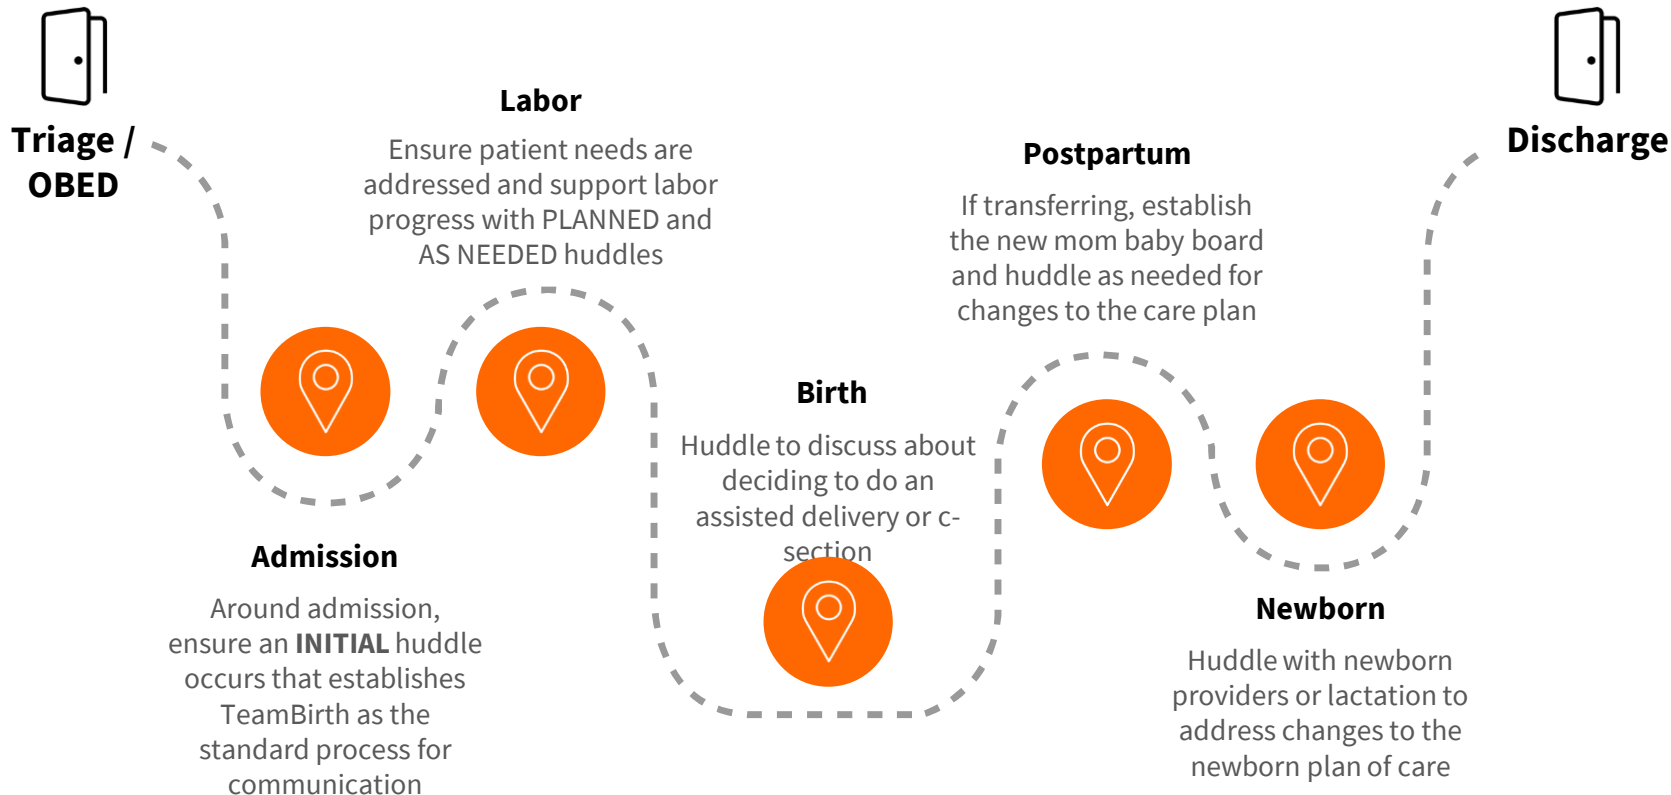 Triage /
OBED
Admission
Around admission,
ensure an INITIAL huddle
occurs that establishes
TeamBirth as the
standard process for
communication
Labor
Ensure patient needs are
addressed and support labor
progress with PLANNED and
AS NEEDED huddles
Birth
Huddle to discuss about
deciding to do an
assisted delivery or c-
section
Postpartum
If transferring, establish
the new mom baby board
and huddle as needed for
changes to the care plan
Newborn
Huddle with newborn
providers or lactation to
address changes to the
newborn plan of care
Discharge